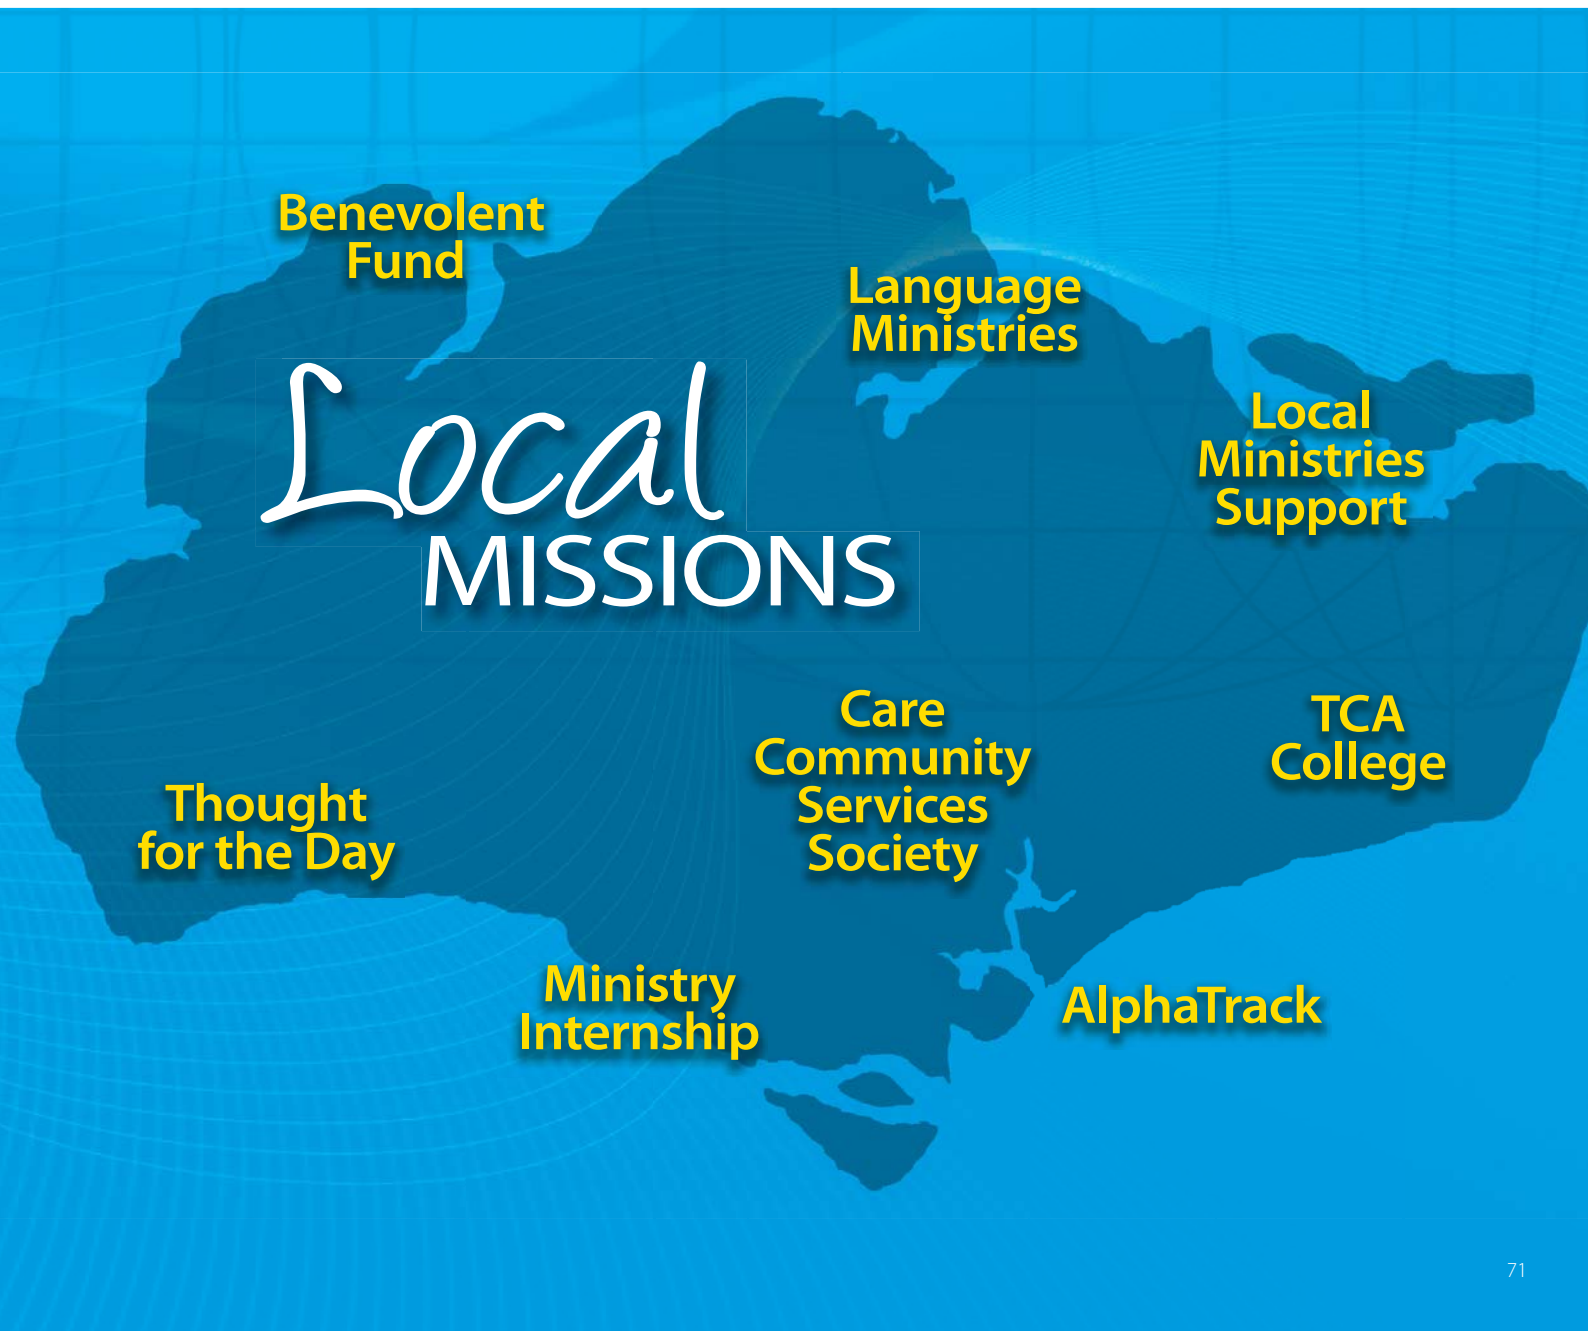 Benevolent
Fund
Language
Ministries
Local
MISSIONS
Local
Ministries
Support
Care
Community
Services
Society
TCA
College
Thought
for the Day
Ministry
Internship
AlphaTrack
71